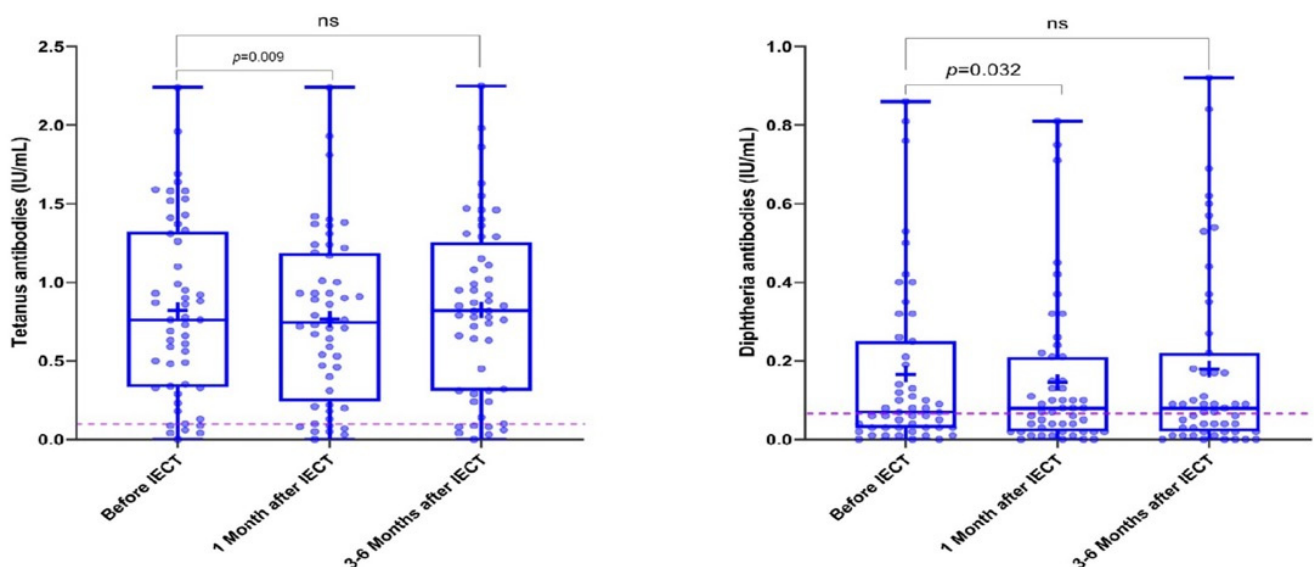 ns
p=0.009
2.5
2.0
1.5
1.0
0.5
0.0
Tetanus antibodies (IU/mL)
Before IECT
1 Month after IECT
3-6 Months after IECT
ns
p=0.032
1.0
0.8
0.6
0.4
0.2
0.0
Diphtheria antibodies (IU/mL)
Before IECT
1 Month after IECT
3-6 Months after IECT